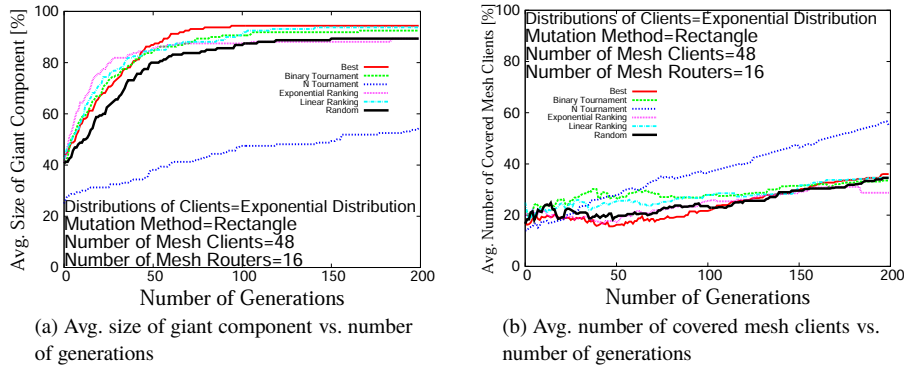 Avg. Size of Giant Component [%]
100
80
60
40
20
0
0
50
100
150
200
Best
Binary Tournament
N Tournament
Exponential Ranking
Linear Ranking
Random
Distributions of Clients=Exponential Distribution
Mutation Method=Rectangle
Number of Mesh Clients=48
Number of Mesh Routers=16
Number of Generations
(a) Avg. size of giant component vs. number
of generations
Avg. Number of Covered Mesh Clients [%]
100
80
60
40
20
0
0
50
100
150
200
Distributions of Clients=Exponential Distribution
Mutation Method=Rectangle
Number of Mesh Clients=48
Number of Mesh Routers=16
Best
Binary Tournament
N Tournament
Exponential Ranking
Linear Ranking
Random
Number of Generations
(b) Avg. number of covered mesh clients vs.
number of generations